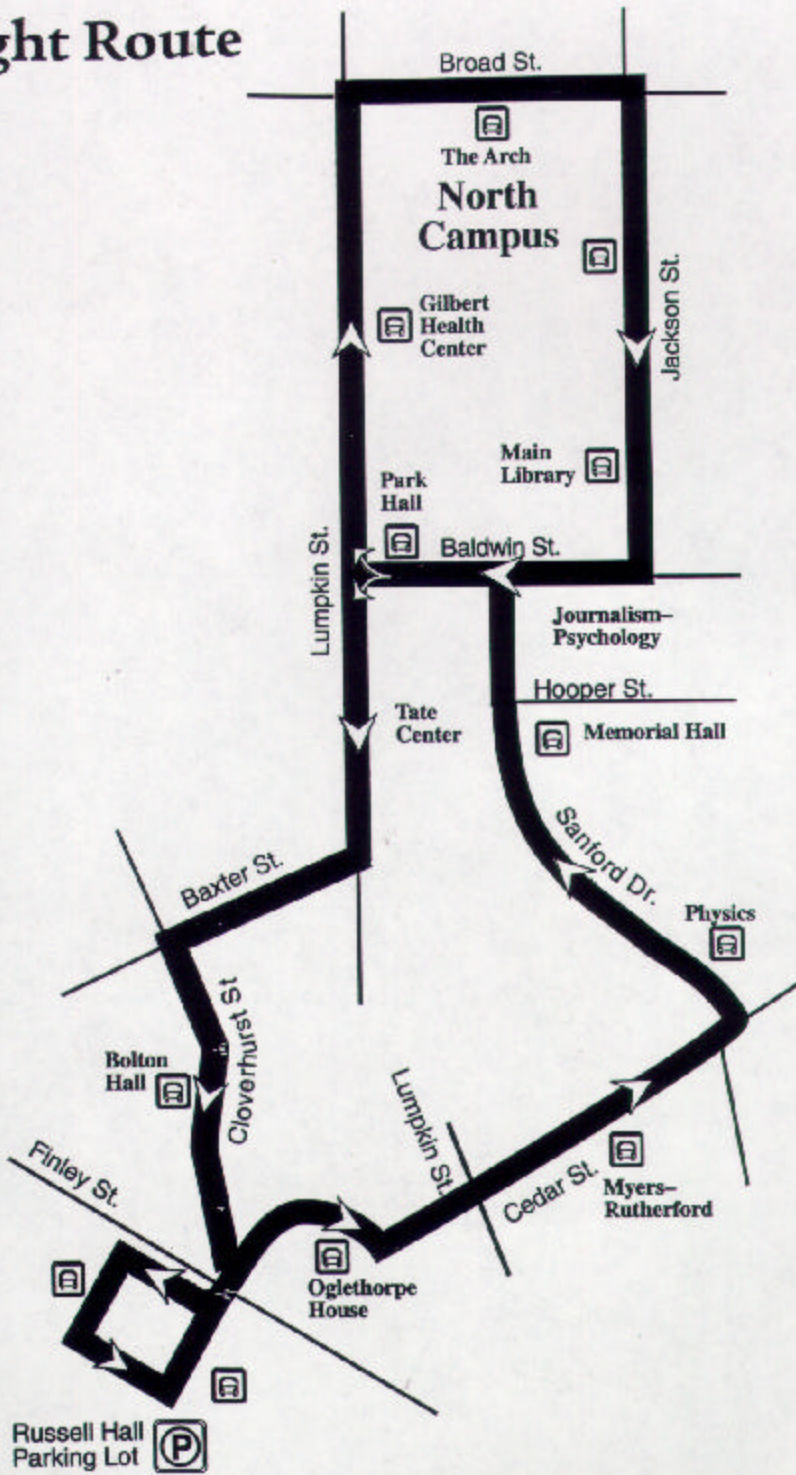 ght Route
Broad St.
The Arch
North
Campus
Jackson St.
Gilbert
Health
Center
Main
Library
Park
Hall
Baldwin St.
Lumpkin St.
Journalism–
Psychology
Hooper St.
Tate
Center
Memorial Hall
Sanford Dr.
Baxter St.
Physics
Cloverhurst St
Bolton
Hall
Lumpkin St.
Finley St.
Cedar St.
Myers–
Rutherford
Oglethorpe
House
Russell Hall
Parking Lot
P